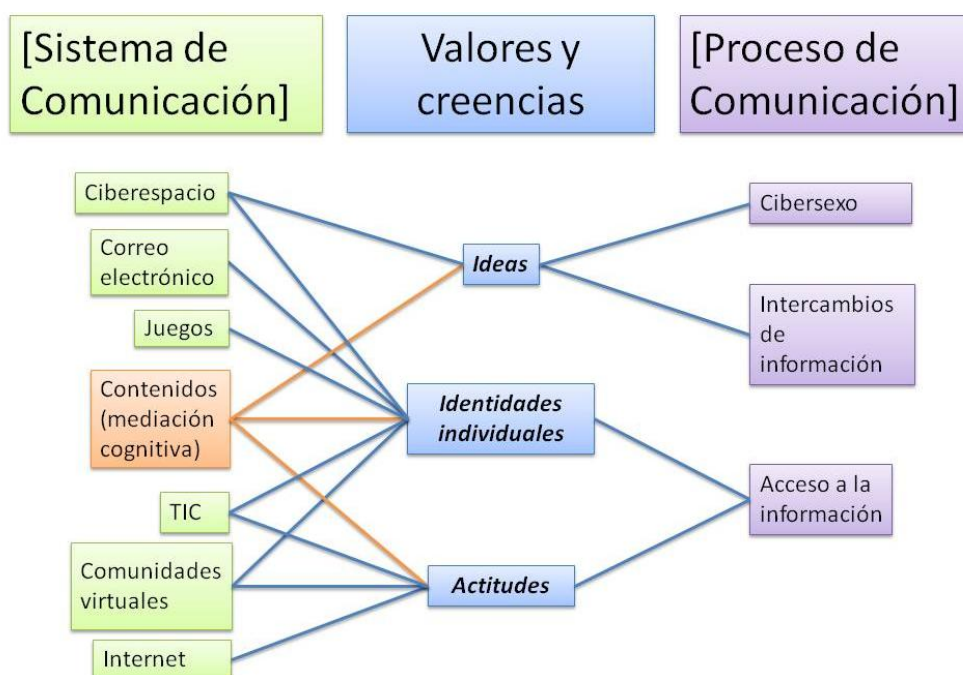 [Sistema de
Comunicación]
Valores y
creencias
[Proceso de
Comunicación]
Ciberespacio
Correo
electrónico
Juegos
Contenidos
(mediación
cognitiva)
TIC
Comunidades
virtuales
Internet
Ideas
Identidades
individuales
Actitudes
Cibersexo
Intercambios
de
información
Acceso a la
información